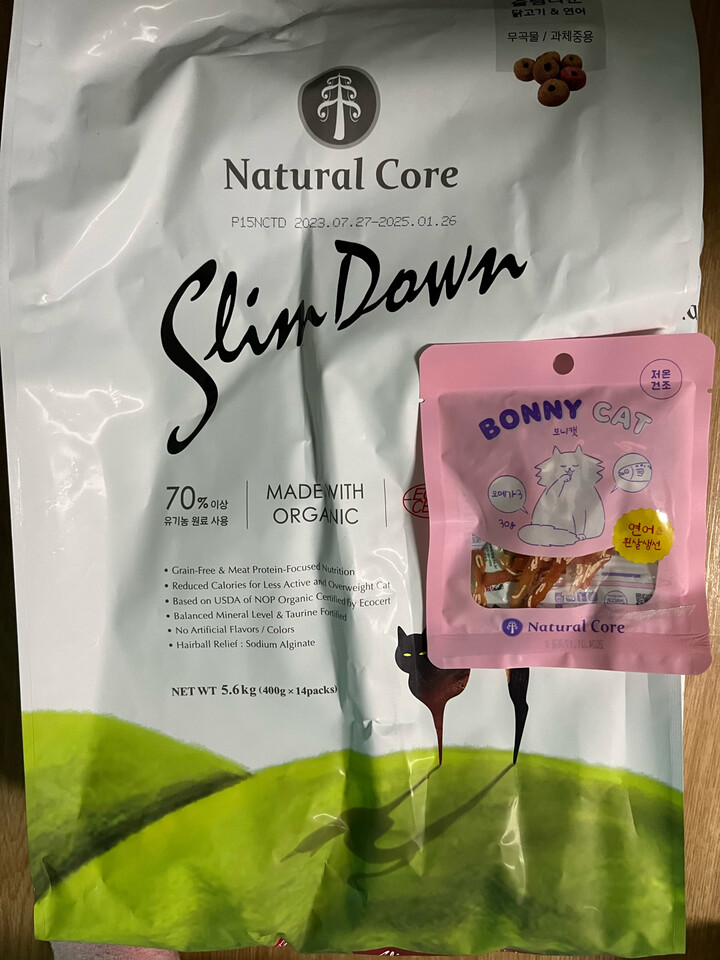 닭고기 & 연어
무곡물 / 과체중용
Natural Core
P15NCTD 2023.07.27-2025.01.26
Slim Down
70% 이상
유기농 원료 사용
MADE WITH
ORGANIC
• Grain-Free & Meat Protein-Focused Nutrition
• Reduced Calories for Less Active and Overweight Cat
• Based on USDA of NOP Organic Certified by Ecocert
• Balanced Mineral Level & Taurine Fortified
• No Artificial Flavors / Colors
• Hairball Relief : Sodium Alginate
NET WT 5.6kg (400g × 14packs)
저온
건조
BONNY CAT
보니캣
오메가3
30g
연어&
흰살생선
Natural Core